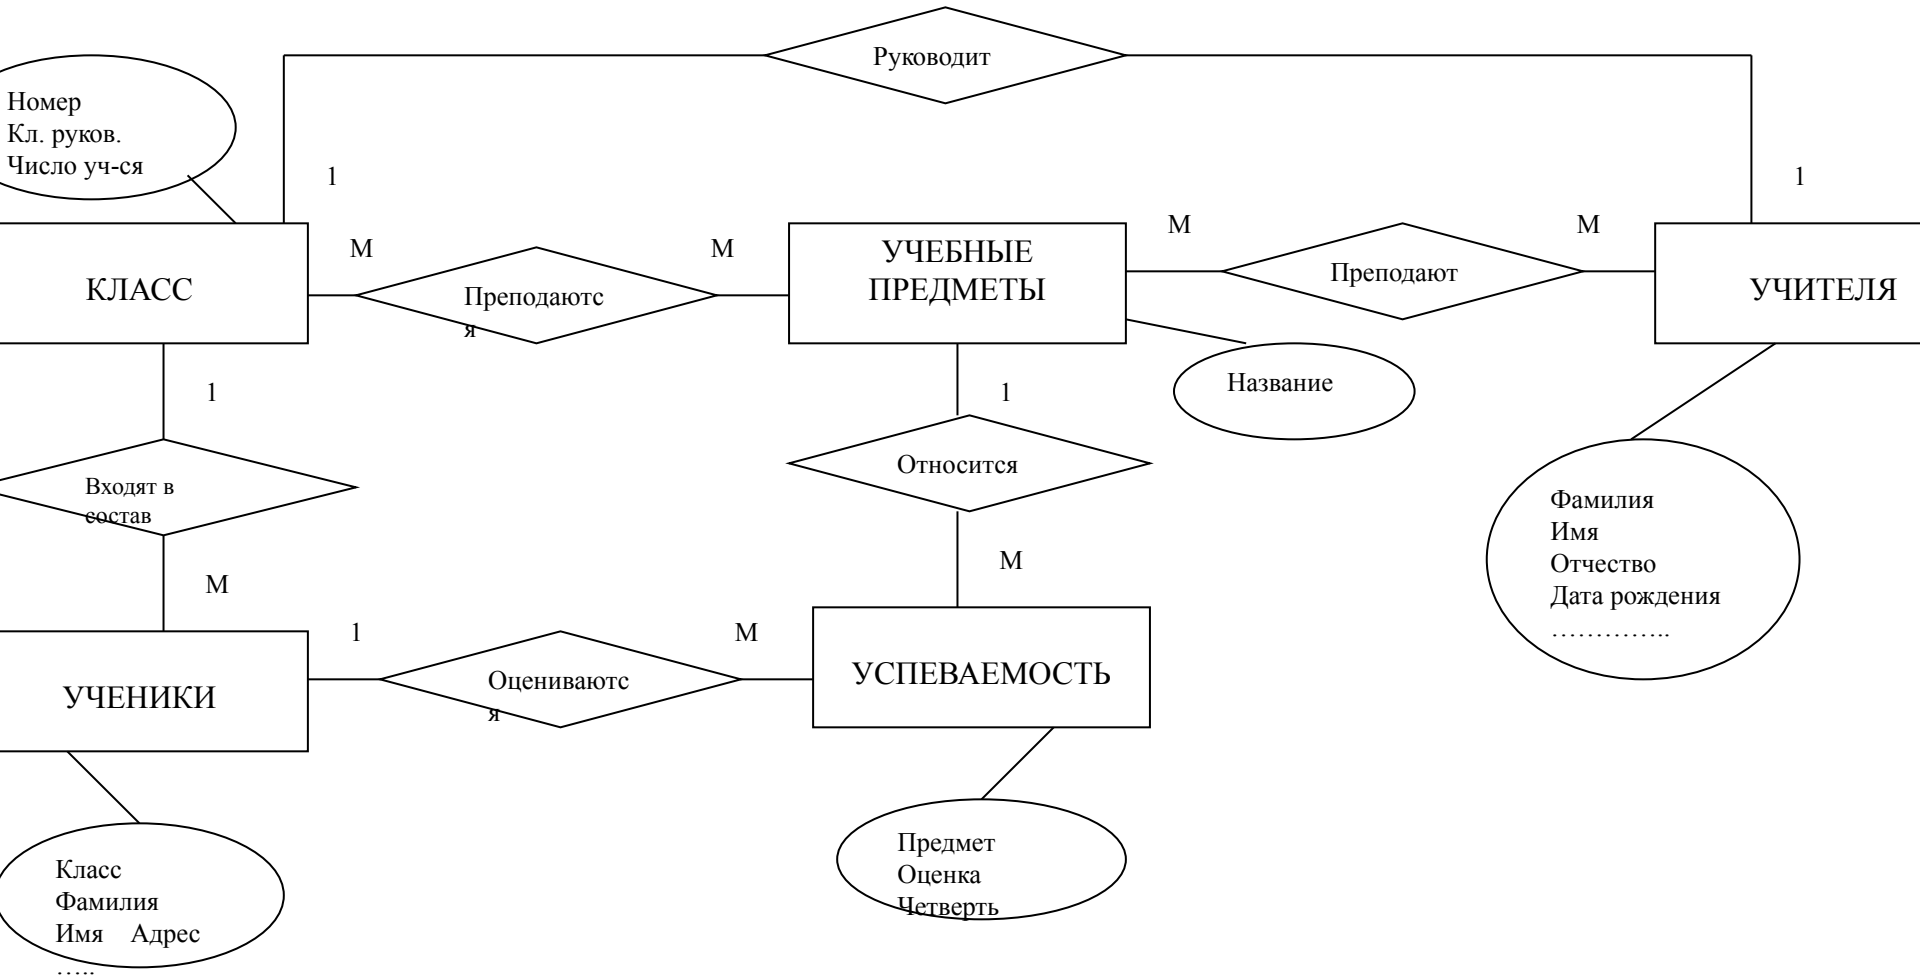 Руководит
Номер
Кл. руков.
Число уч-ся
1
1
М
М
М
М
КЛАСС
Преподаютс
я
УЧЕБНЫЕ
ПРЕДМЕТЫ
Преподают
УЧИТЕЛЯ
1
1
Название
Входят в
состав
Относится
М
М
Фамилия
Имя
Отчество
Дата рождения
…………..
1
М
УЧЕНИКИ
Оцениваютс
я
УСПЕВАЕМОСТЬ
Класс
Фамилия
Имя Адрес
…..
Предмет
Оценка
Четверть